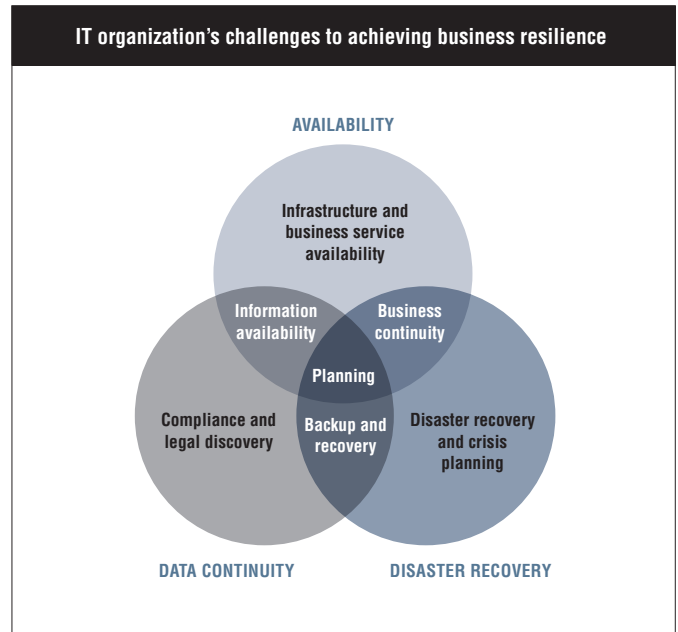 IT organization’s challenges to achieving business resilience
AVAILABILITY
Infrastructure and
business service
availability
Information
availability
Business
continuity
Planning
Compliance and
legal discovery
Backup and
recovery
Disaster recovery
and crisis
planning
DATA CONTINUITY
DISASTER RECOVERY